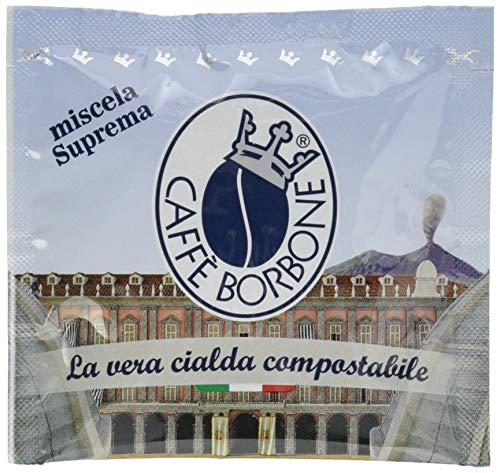 miscela
Suprema
CAFFÈ BORBONE
®
La vera cialda compostabile